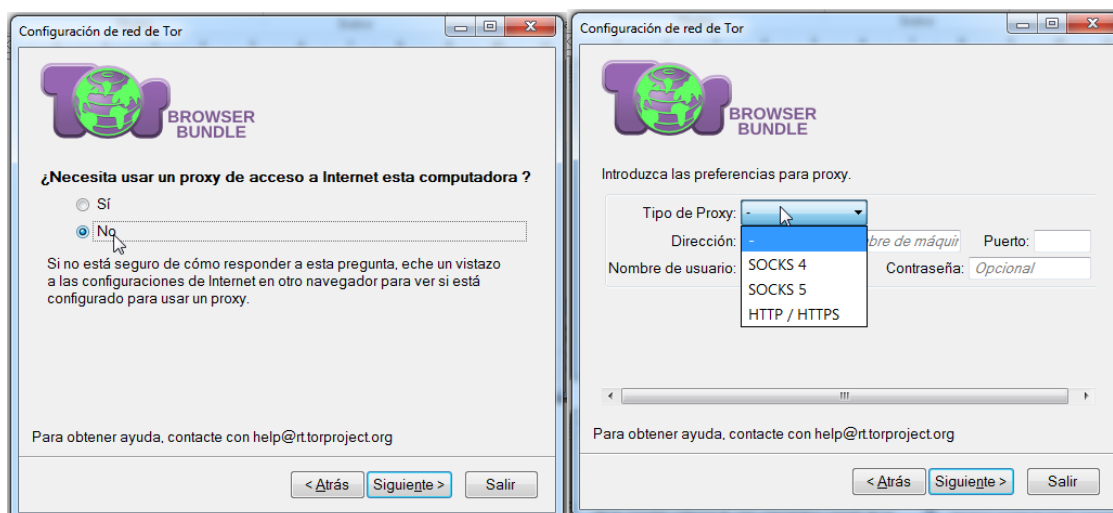 Configuración de red de Tor
Tor BROWSER
BUNDLE
¿Necesita usar un proxy de acceso a Internet esta computadora ?
Sí
No
Si no está seguro de cómo responder a esta pregunta, eche un vistazo
a las configuraciones de Internet en otro navegador para ver si está
configurado para usar un proxy.
Para obtener ayuda, contacte con help@rt.torproject.org
< Atrás Siguiente > Salir
Configuración de red de Tor
Tor BROWSER
BUNDLE
Introduzca las preferencias para proxy.
Tipo de Proxy: -
-
Dirección: bre de máquir Puerto:
Nombre de usuario: SOCKS 4 Contraseña: Opcional
SOCKS 5
HTTP / HTTPS
Para obtener ayuda, contacte con help@rt.torproject.org
< Atrás Siguiente > Salir